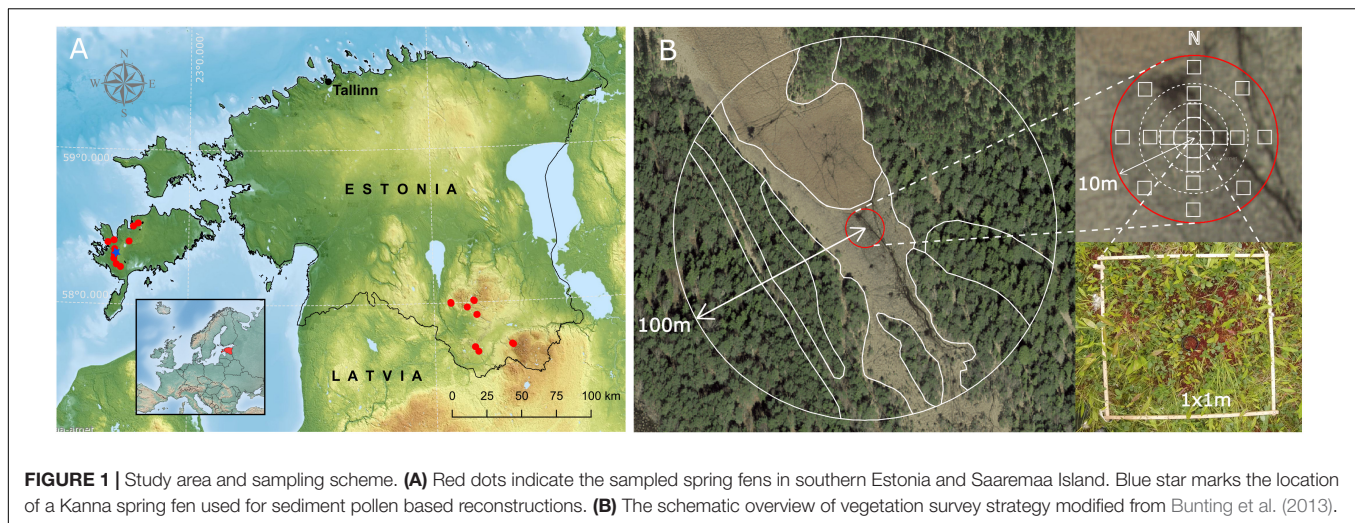 A
N
W E
S
23°0.000'
Tallinn
59°0.000'
ESTONIA
58°0.000'
LATVIA
0 25 50 75 100 km
B
100m
N
10m
1x1m
FIGURE 1 | Study area and sampling scheme. (A) Red dots indicate the sampled spring fens in southern Estonia and Saaremaa Island. Blue star marks the location
of a Kanna spring fen used for sediment pollen based reconstructions. (B) The schematic overview of vegetation survey strategy modified from Bunting et al. (2013).